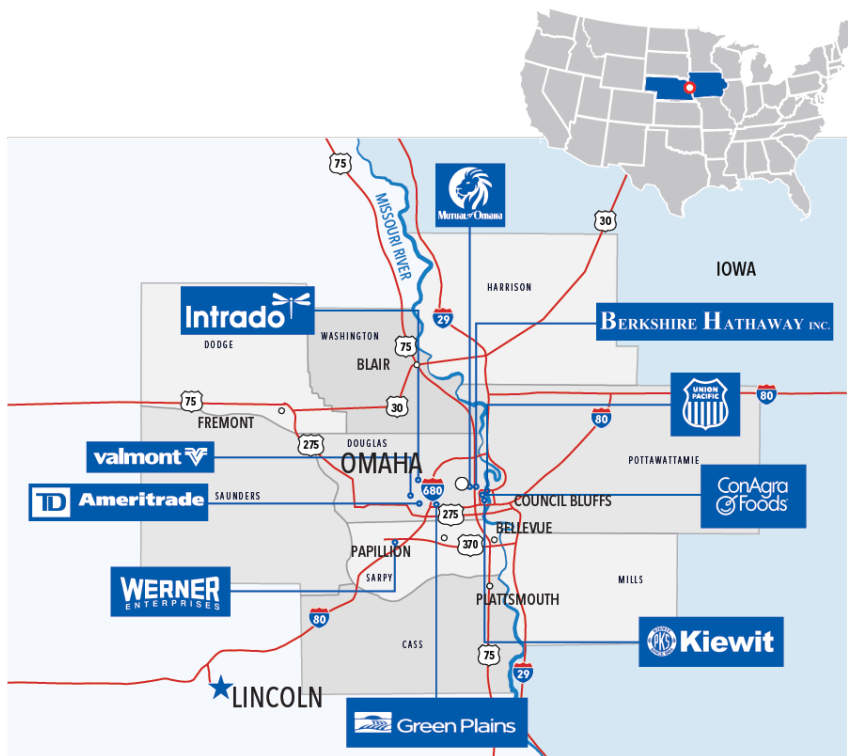 75
MISSOURI RIVER
MUTUAL of OMAHA
30
IOWA
HARRISON
Intrado
DODGE
WASHINGTON
29
BERKSHIRE HATHAWAY INC.
75
BLAIR
UNION
PACIFIC
80
75
30
80
FREMONT
275
DOUGLAS
OMAHA
POTTAWATTAMIE
valmont
680
ConAgra
Foods
TD Ameritrade
SAUNDERS
COUNCIL BLUFFS
275
BELLEVUE
370
PAPILLION
SARPY
MILLS
WERNER
ENTERPRISES
PLATTSMOUTH
80
CASS
PKS
Kiewit
75
29
LINCOLN
Green Plains